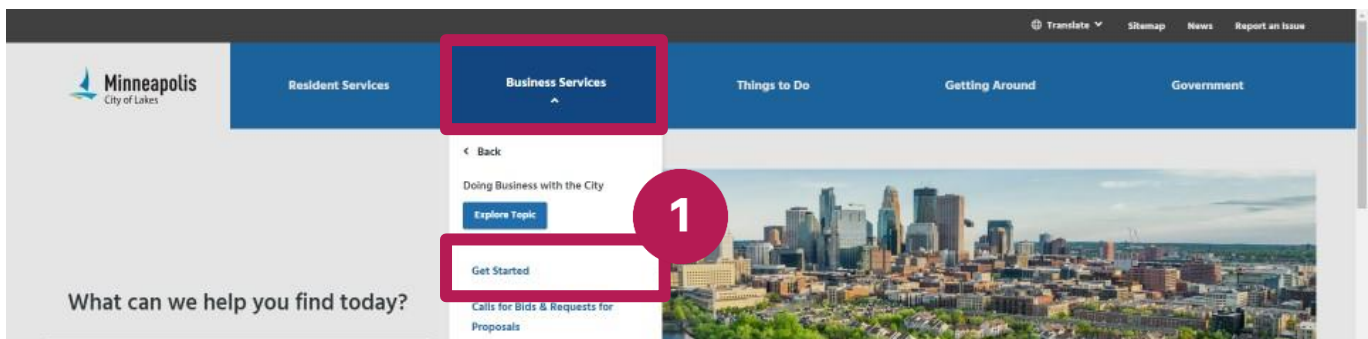 Translate Sitemap News Report an Issue
Minneapolis
City of Lakes
Resident Services
Business Services
Things to Do
Getting Around
Government
Back
Doing Business with the City
Explore Topic
1
Get Started
What can we help you find today?
Calls for Bids & Requests for
Proposals